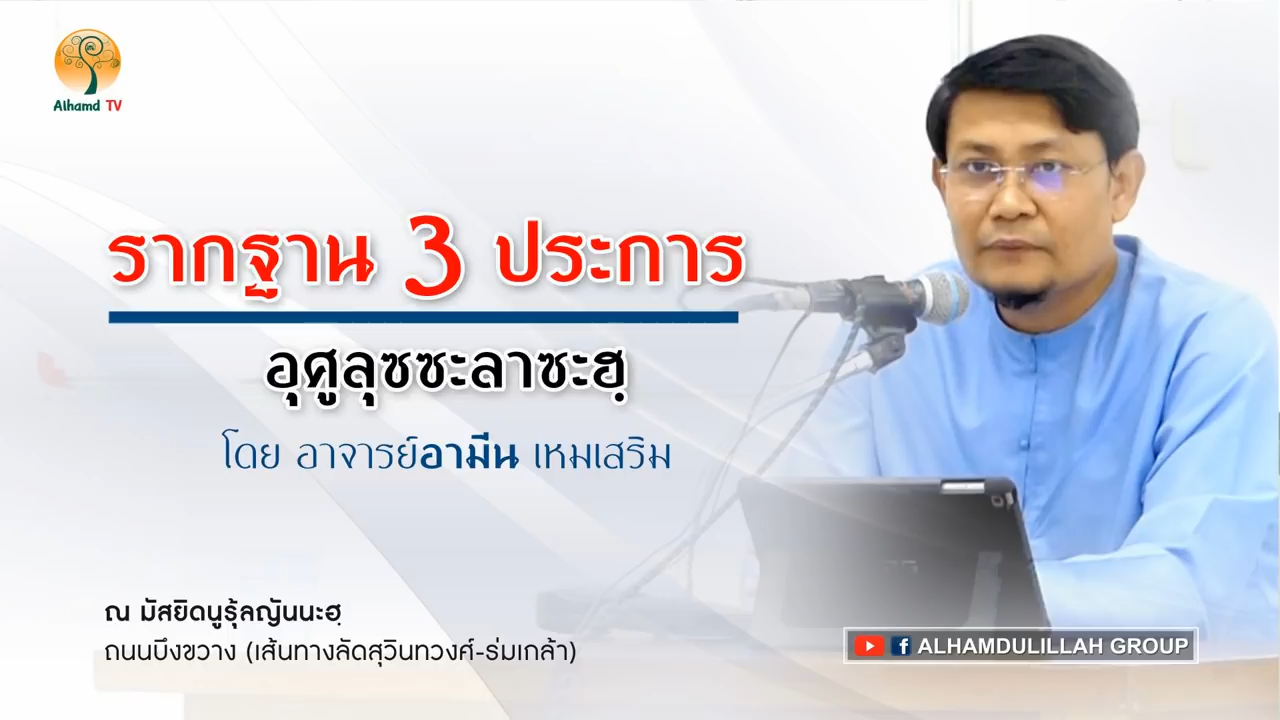 Alhamd TV
รากฐาน 3 ประการ
อุศูลุซซะลาซะฮฺ
โดย อาจารย์อามีน เหมเสริม
ณ มัสยิดนูรุ้ลญันนะฮฺ
ถนนบึงขวาง (เส้นทางลัดสุวินทวงศ์-ร่มเกล้า)
ALHAMDULILLAH GROUP